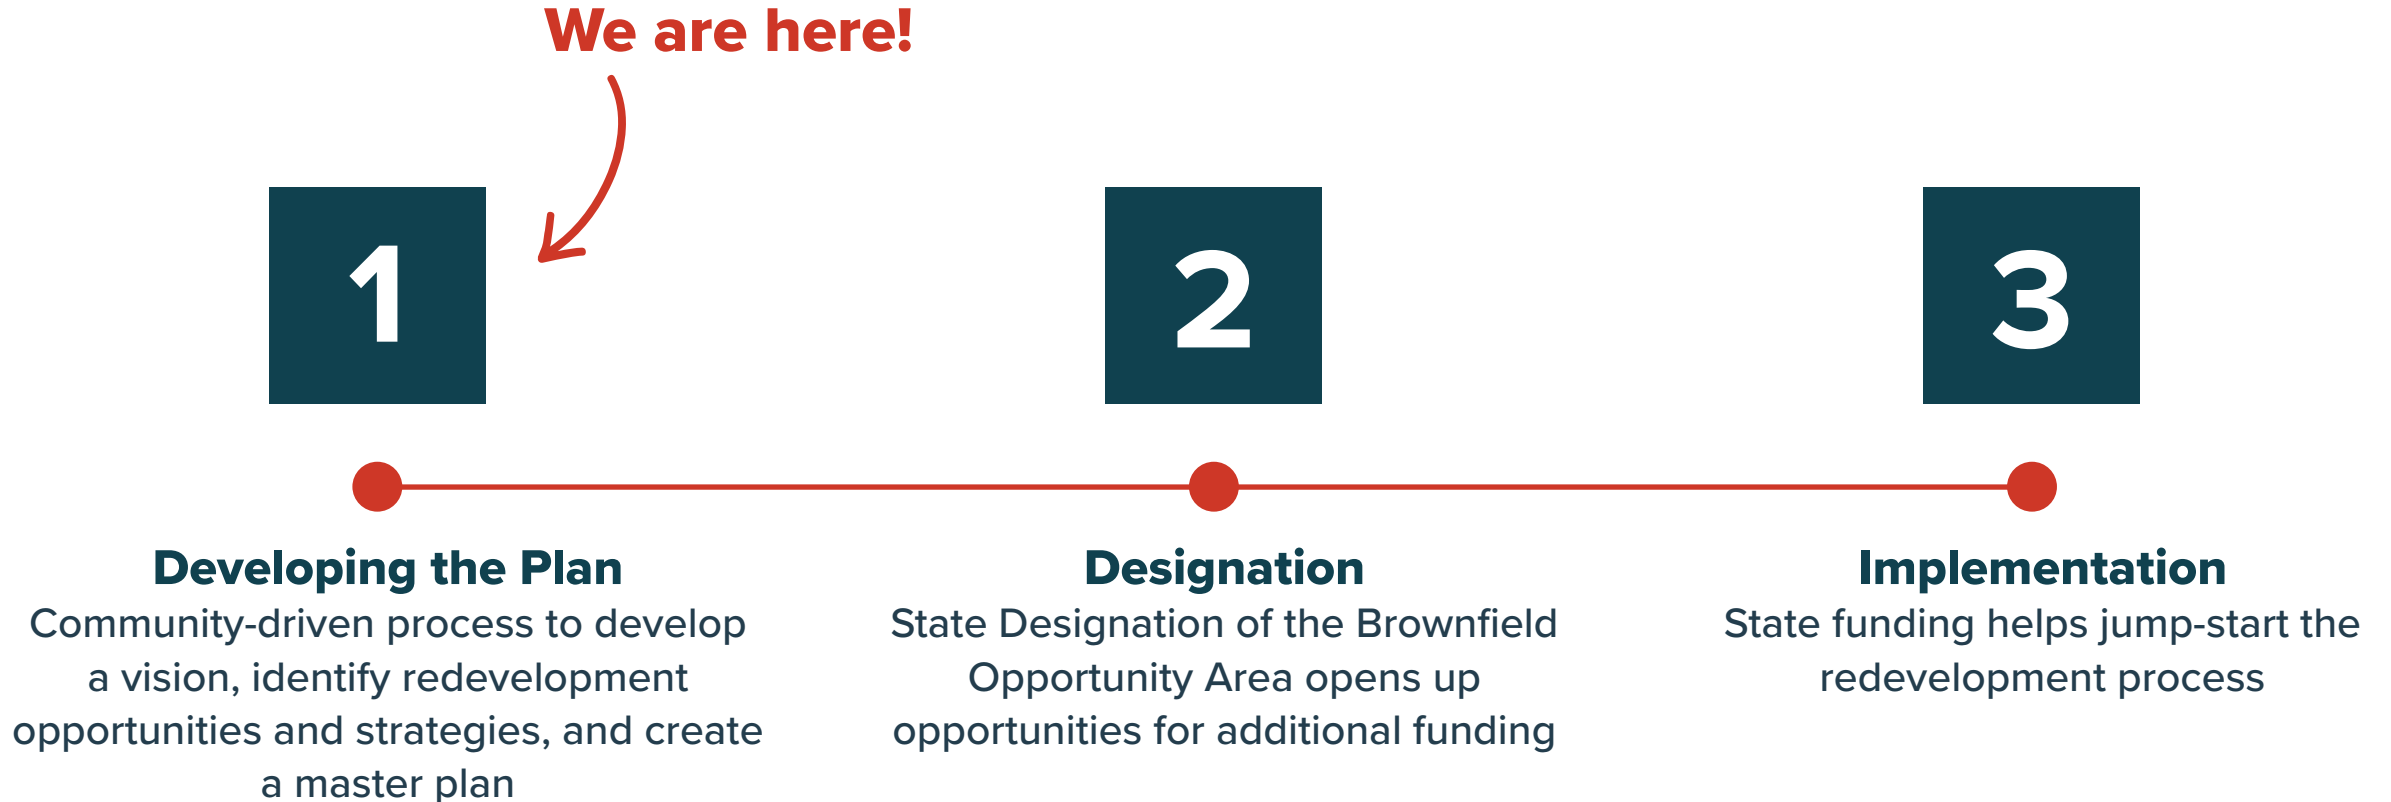 We are here!
1
2
3
Developing the Plan
Community-driven process to develop
a vision, identify redevelopment
opportunities and strategies, and create
a master plan
Designation
State Designation of the Brownfield
Opportunity Area opens up
opportunities for additional funding
Implementation
State funding helps jump-start the
redevelopment process